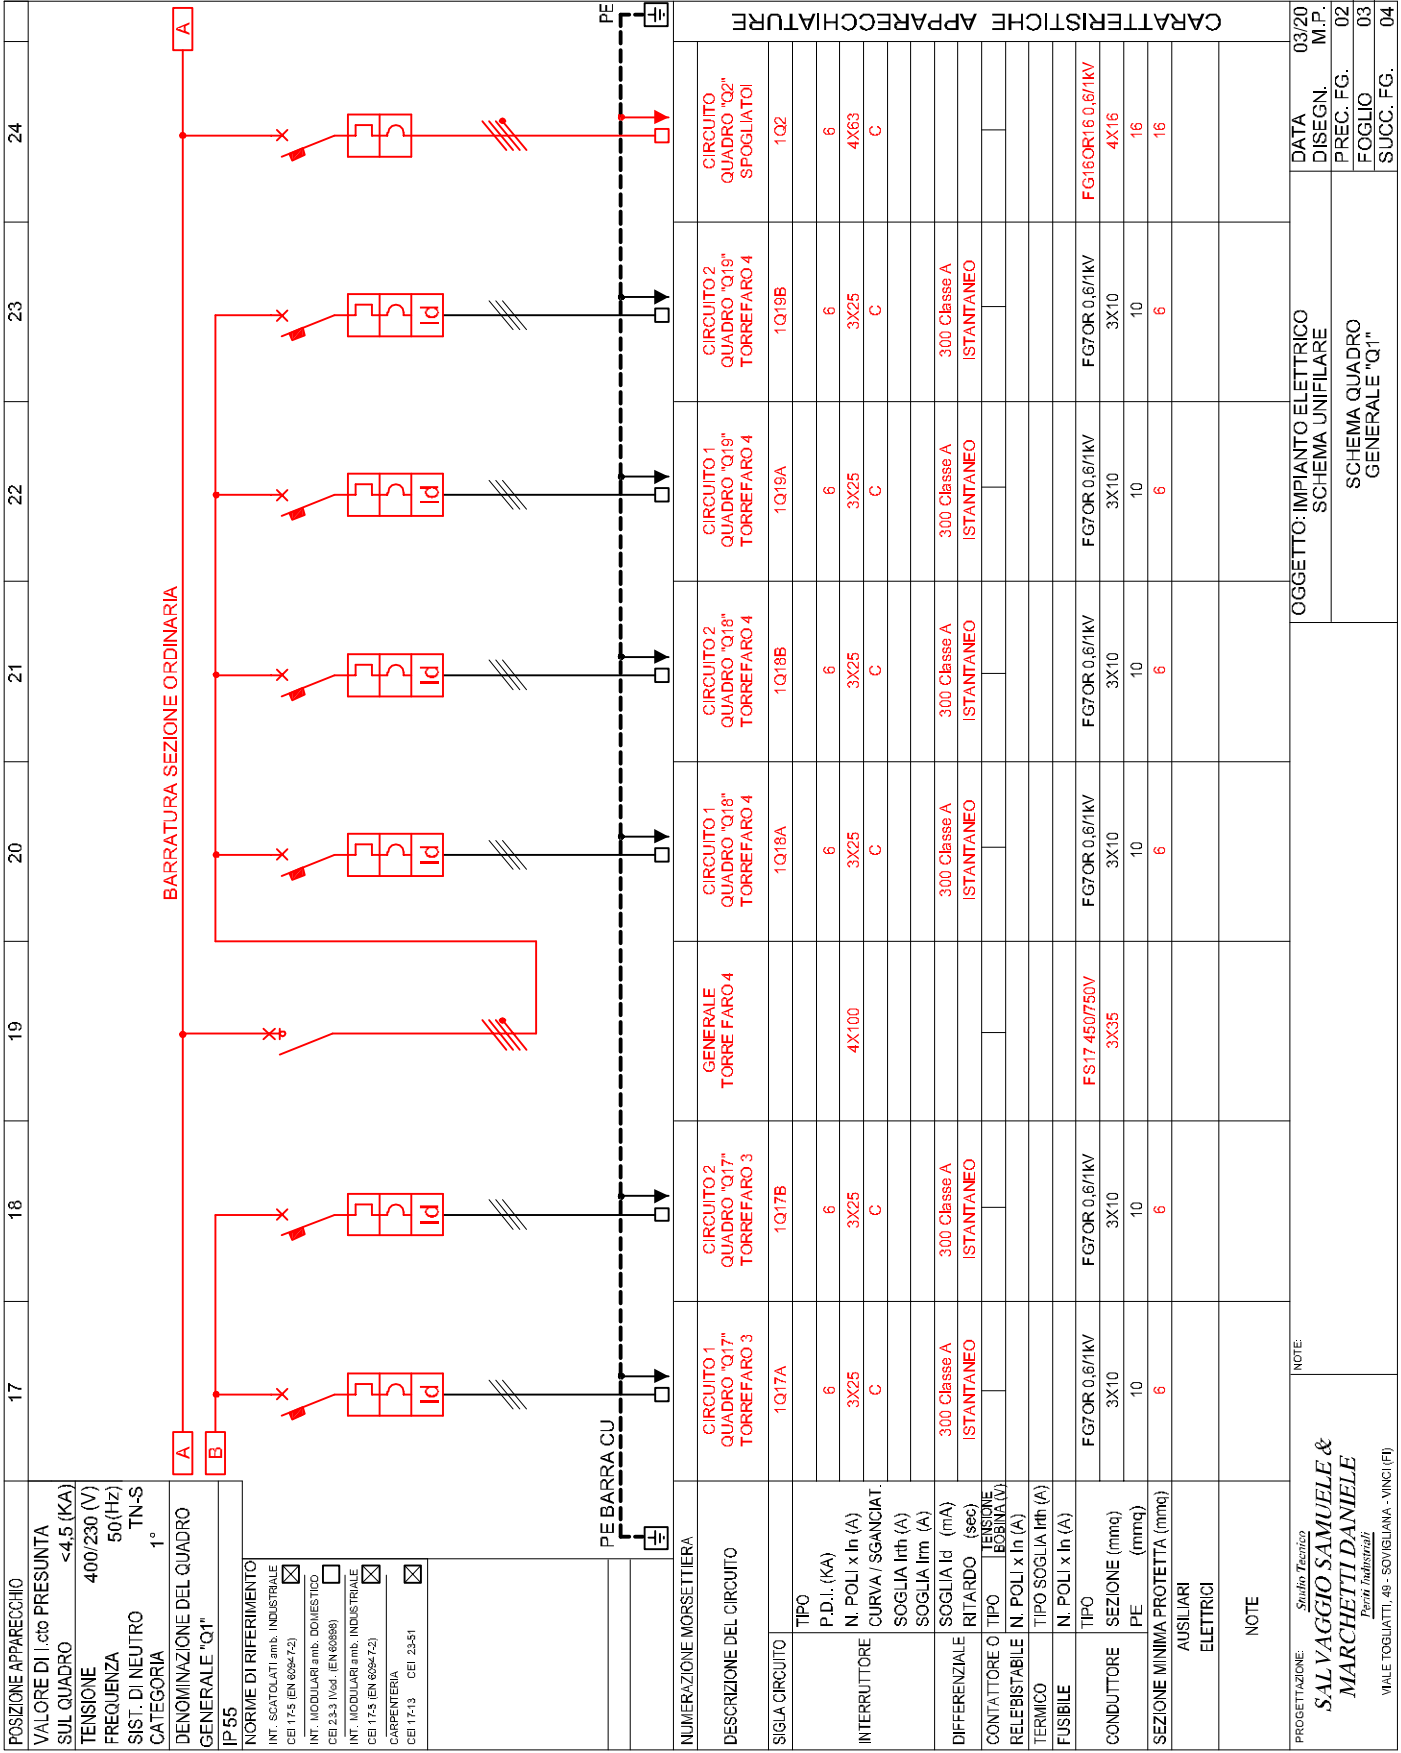 POSIZIONE APPARECCHIO 17 18 19 20 21 22 23 24
VALORE DI I.cto PRESUNTA
SUL QUADRO <4,5 (KA)
TENSIONE 400/230 (V)
FREQUENZA 50(Hz)
SIST. DI NEUTRO TN-S
CATEGORIA 1°
DENOMINAZIONE DEL QUADRO
GENERALE "Q1"
IP 55
NORME DI RIFERIMENTO
INT. SCATOLATI amb. INDUSTRIALE
CEI 17-5 (EN 60947-2)
INT. MODULARI amb. DOMESTICO
CEI 23-3 IVed. (EN 60898)
INT. MODULARI amb. INDUSTRIALE
CEI 17-5 (EN 60947-2)
CARPENTERIA
CEI 17-13 CEI 23-51
A BARRATURA SEZIONE ORDINARIA A
B
Id Id Id Id Id Id
PE BARRA CU PE
NUMERAZIONE MORSETTIERA
CARATTERISTICHE APPARECCHIATURE
DESCRIZIONE DEL CIRCUITO
CIRCUITO 1
QUADRO "Q17"
TORREFARO 3
CIRCUITO 2
QUADRO "Q17"
TORREFARO 3
GENERALE
TORRE FARO 4
CIRCUITO 1
QUADRO "Q18"
TORREFARO 4
CIRCUITO 2
QUADRO "Q18"
TORREFARO 4
CIRCUITO 1
QUADRO "Q19"
TORREFARO 4
CIRCUITO 2
QUADRO "Q19"
TORREFARO 4
CIRCUITO
QUADRO "Q2"
SPOGLIATOI
SIGLA CIRCUITO 1Q17A 1Q17B 1Q18A 1Q18B 1Q19A 1Q19B 1Q2
INTERRUTTORE
TIPO
P.D.I. (KA) 6 6 6 6 6 6 6
N. POLI x In (A) 3X25 3X25 4X100 3X25 3X25 3X25 3X25 4X63
CURVA / SGANCIAT. C C C C C C C
SOGLIA Irth (A)
SOGLIA Irm (A)
DIFFERENZIALE
SOGLIA Id (mA) 300 Classe A 300 Classe A 300 Classe A 300 Classe A 300 Classe A 300 Classe A
RITARDO (sec) ISTANTANEO ISTANTANEO ISTANTANEO ISTANTANEO ISTANTANEO ISTANTANEO
CONTATTORE O TIPO TENSIONE BOBINA (V)
RELEBISTABILE N. POLI x In (A)
TERMICO TIPO SOGLIA Irth (A)
FUSIBILE N. POLI x In (A)
CONDUTTORE
TIPO FG7OR 0,6/1kV FG7OR 0,6/1kV FS17 450/750V FG7OR 0,6/1kV FG7OR 0,6/1kV FG7OR 0,6/1kV FG7OR 0,6/1kV FG16OR16 0,6/1kV
SEZIONE (mmq) 3X10 3X10 3X35 3X10 3X10 3X10 3X10 4X16
PE (mmq) 10 10 10 10 10 10 16
SEZIONE MINIMA PROTETTA (mmq) 6 6 6 6 6 6 16
AUSILIARI
ELETTRICI
NOTE
PROGETTAZIONE: Studio Tecnico
SALVAGGIO SAMUELE &
MARCHETTI DANIELE
Periti Industriali
VIALE TOGLIATTI, 49 - SOVIGLIANA - VINCI (FI)
NOTE:
OGGETTO: IMPIANTO ELETTRICO
SCHEMA UNIFILARE
SCHEMA QUADRO
GENERALE "Q1"
DATA 03/20
DISEGN. M.P.
PREC. FG. 02
FOGLIO 03
SUCC. FG. 04